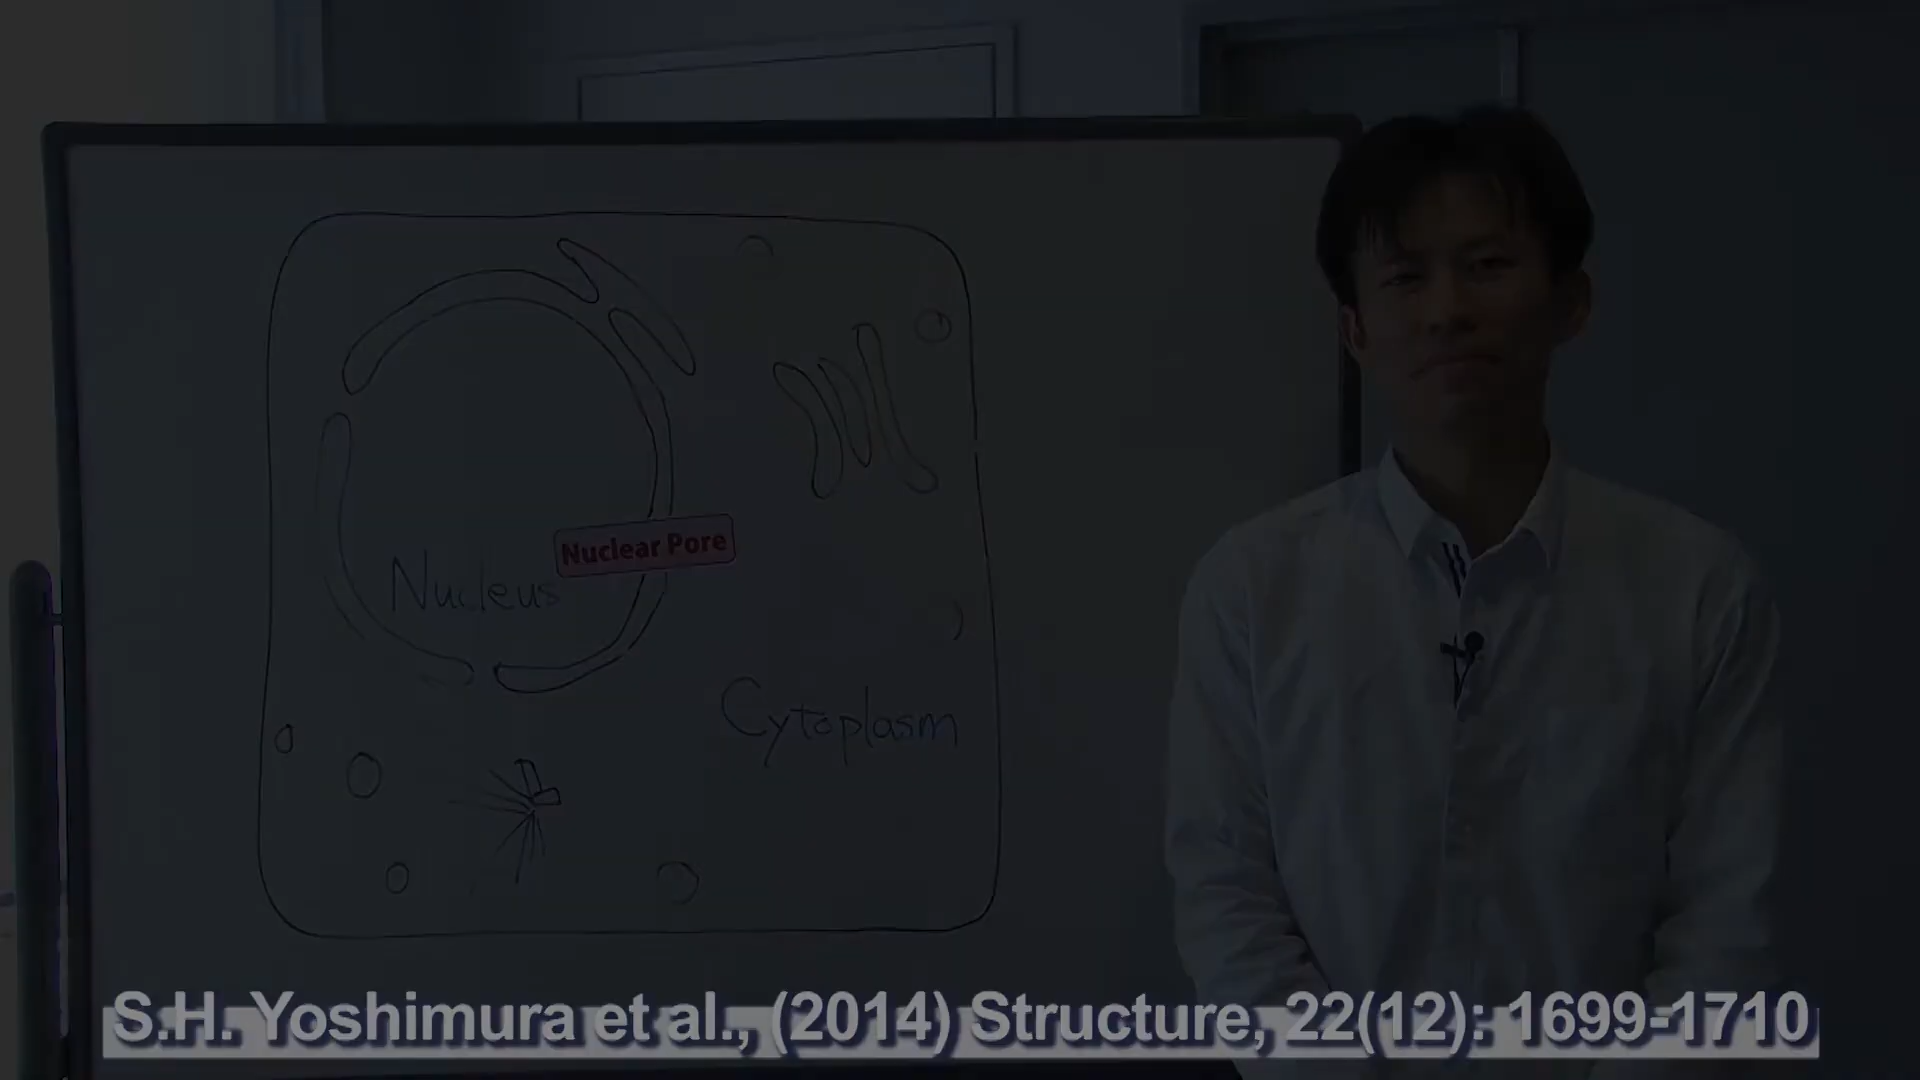 Nuclear Pore
Nucleus
Cytoplasm
S.H. Yoshimura et al., (2014) Structure, 22(12): 1699-1710